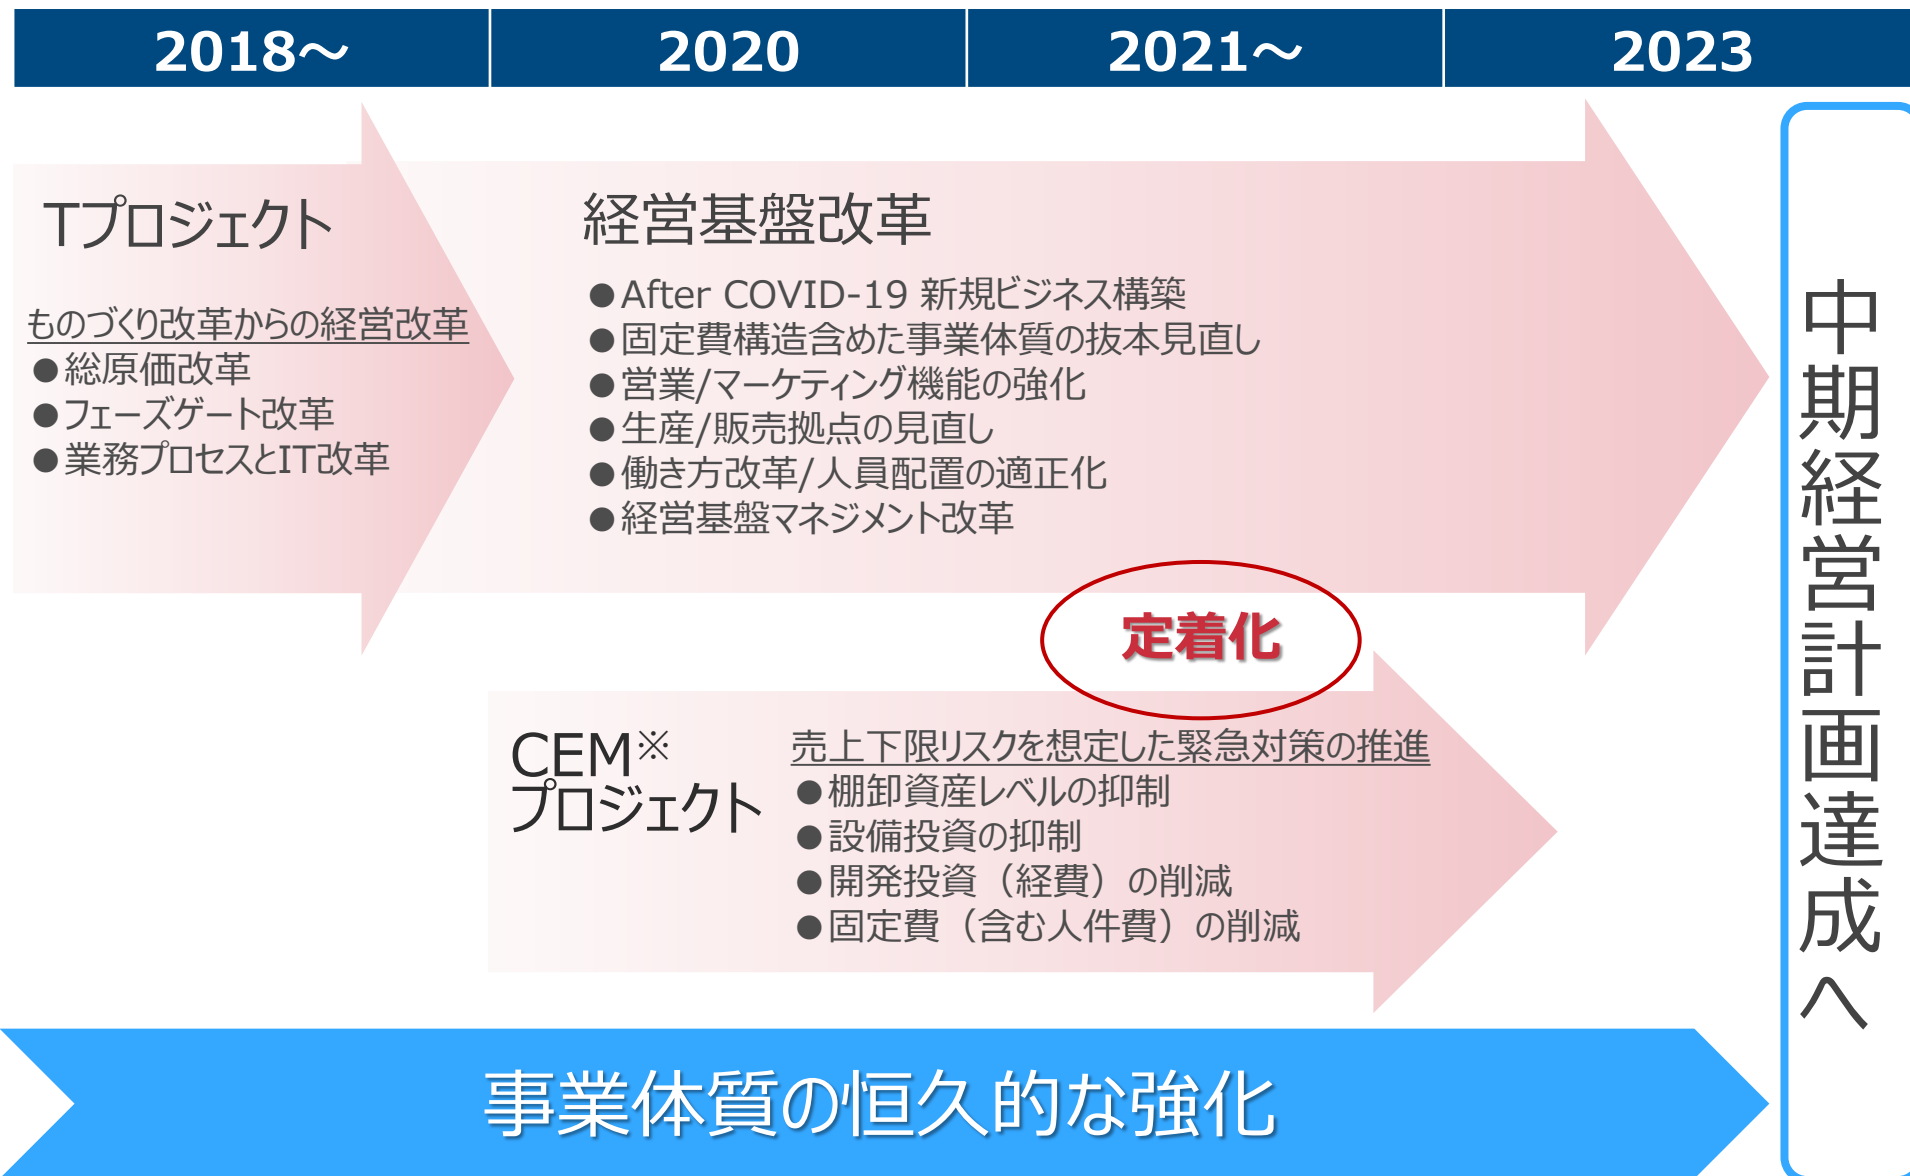 2018～
2020
2021～
2023
Tプロジェクト
ものづくり改革からの経営改革
●総原価改革
●フェーズゲート改革
●業務プロセスとIT改革
経営基盤改革
●After COVID-19 新規ビジネス構築
●固定費構造含めた事業体質の抜本見直し
●営業/マーケティング機能の強化
●生産/販売拠点の見直し
●働き方改革/人員配置の適正化
●経営基盤マネジメント改革
定着化
CEM※
プロジェクト
売上下限リスクを想定した緊急対策の推進
●棚卸資産レベルの抑制
●設備投資の抑制
●開発投資（経費）の削減
●固定費（含む人件費）の削減
事業体質の恒久的な強化
中期経営計画達成へ